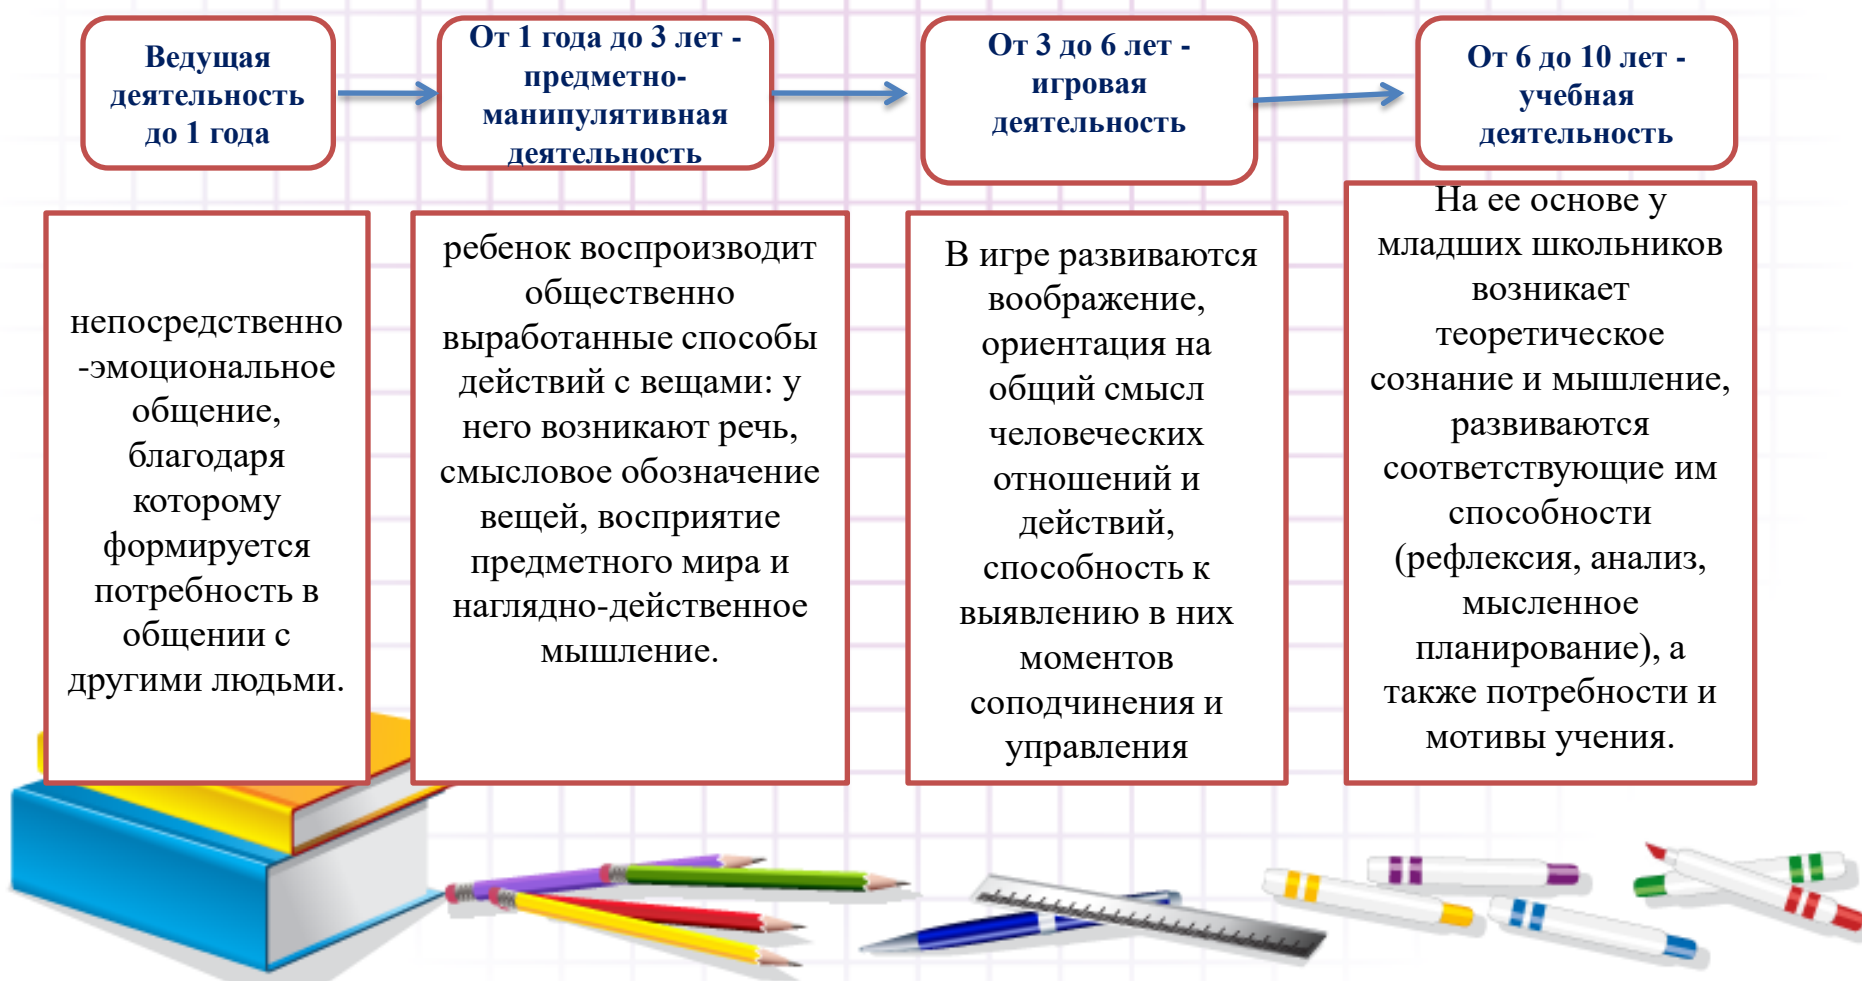 Ведущая
деятельность
до 1 года
От 1 года до 3 лет -
предметно-
манипулятивная
деятельность
От 3 до 6 лет -
игровая
деятельность
От 6 до 10 лет -
учебная
деятельность
непосредственно
-эмоциональное
общение,
благодаря
которому
формируется
потребность в
общении с
другими людьми.
ребенок воспроизводит
общественно
выработанные способы
действий с вещами: у
него возникают речь,
смысловое обозначение
вещей, восприятие
предметного мира и
наглядно-действенное
мышление.
В игре развиваются
воображение,
ориентация на
общий смысл
человеческих
отношений и
действий,
способность к
выявлению в них
моментов
соподчинения и
управления
На ее основе у
младших школьников
возникает
теоретическое
сознание и мышление,
развиваются
соответствующие им
способности
(рефлексия, анализ,
мысленное
планирование), а
также потребности и
мотивы учения.